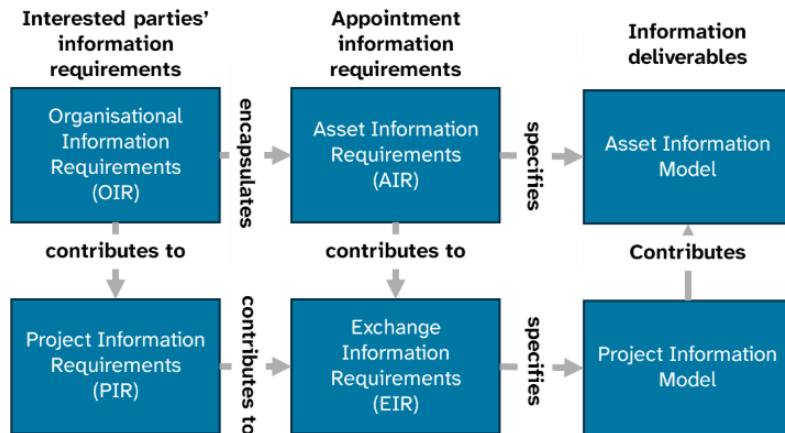 Interested parties'
information
requirements
Appointment
information
requirements
Information
deliverables
Organisational
Information
Requirements
(OIR)
encapsulates
Asset Information
Requirements
(AIR)
specifies
Asset Information
Model
contributes to
contributes to
Contributes
Project Information
Requirements
(PIR)
contributes to
Exchange
Information
Requirements
(EIR)
specifies
Project Information
Model